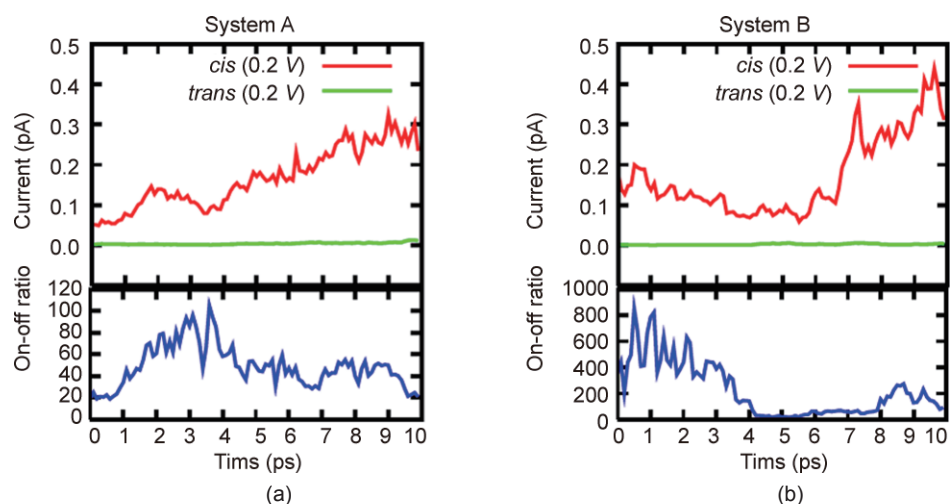 System A
0.5
0.4
0.3
0.2
0.1
0.0
Current (pA)
cis (0.2 V)
trans (0.2 V)
120
100
80
60
40
20
0
On-off ratio
0 1 2 3 4 5 6 7 8 9 10
Tims (ps)
(a)
System B
0.5
0.4
0.3
0.2
0.1
0.0
Current (pA)
cis (0.2 V)
trans (0.2 V)
1000
800
600
400
200
0
On-off ratio
0 1 2 3 4 5 6 7 8 9 10
Tims (ps)
(b)